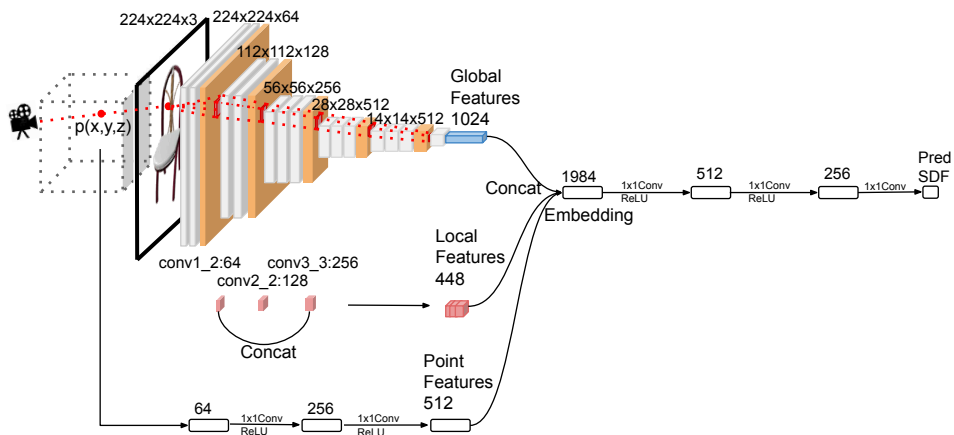 224x224x3
224x224x64
112x112x128
56x56x256
28x28x512
14x14x512
Global
Features
1024
p(x,y,z)
Concat
Embedding
1984
1x1Conv
ReLU
512
1x1Conv
ReLU
256
1x1Conv
Pred
SDF
conv1_2:64
conv2_2:128
conv3_3:256
Concat
Local
Features
448
Point
Features
512
64
1x1Conv
ReLU
256
1x1Conv
ReLU